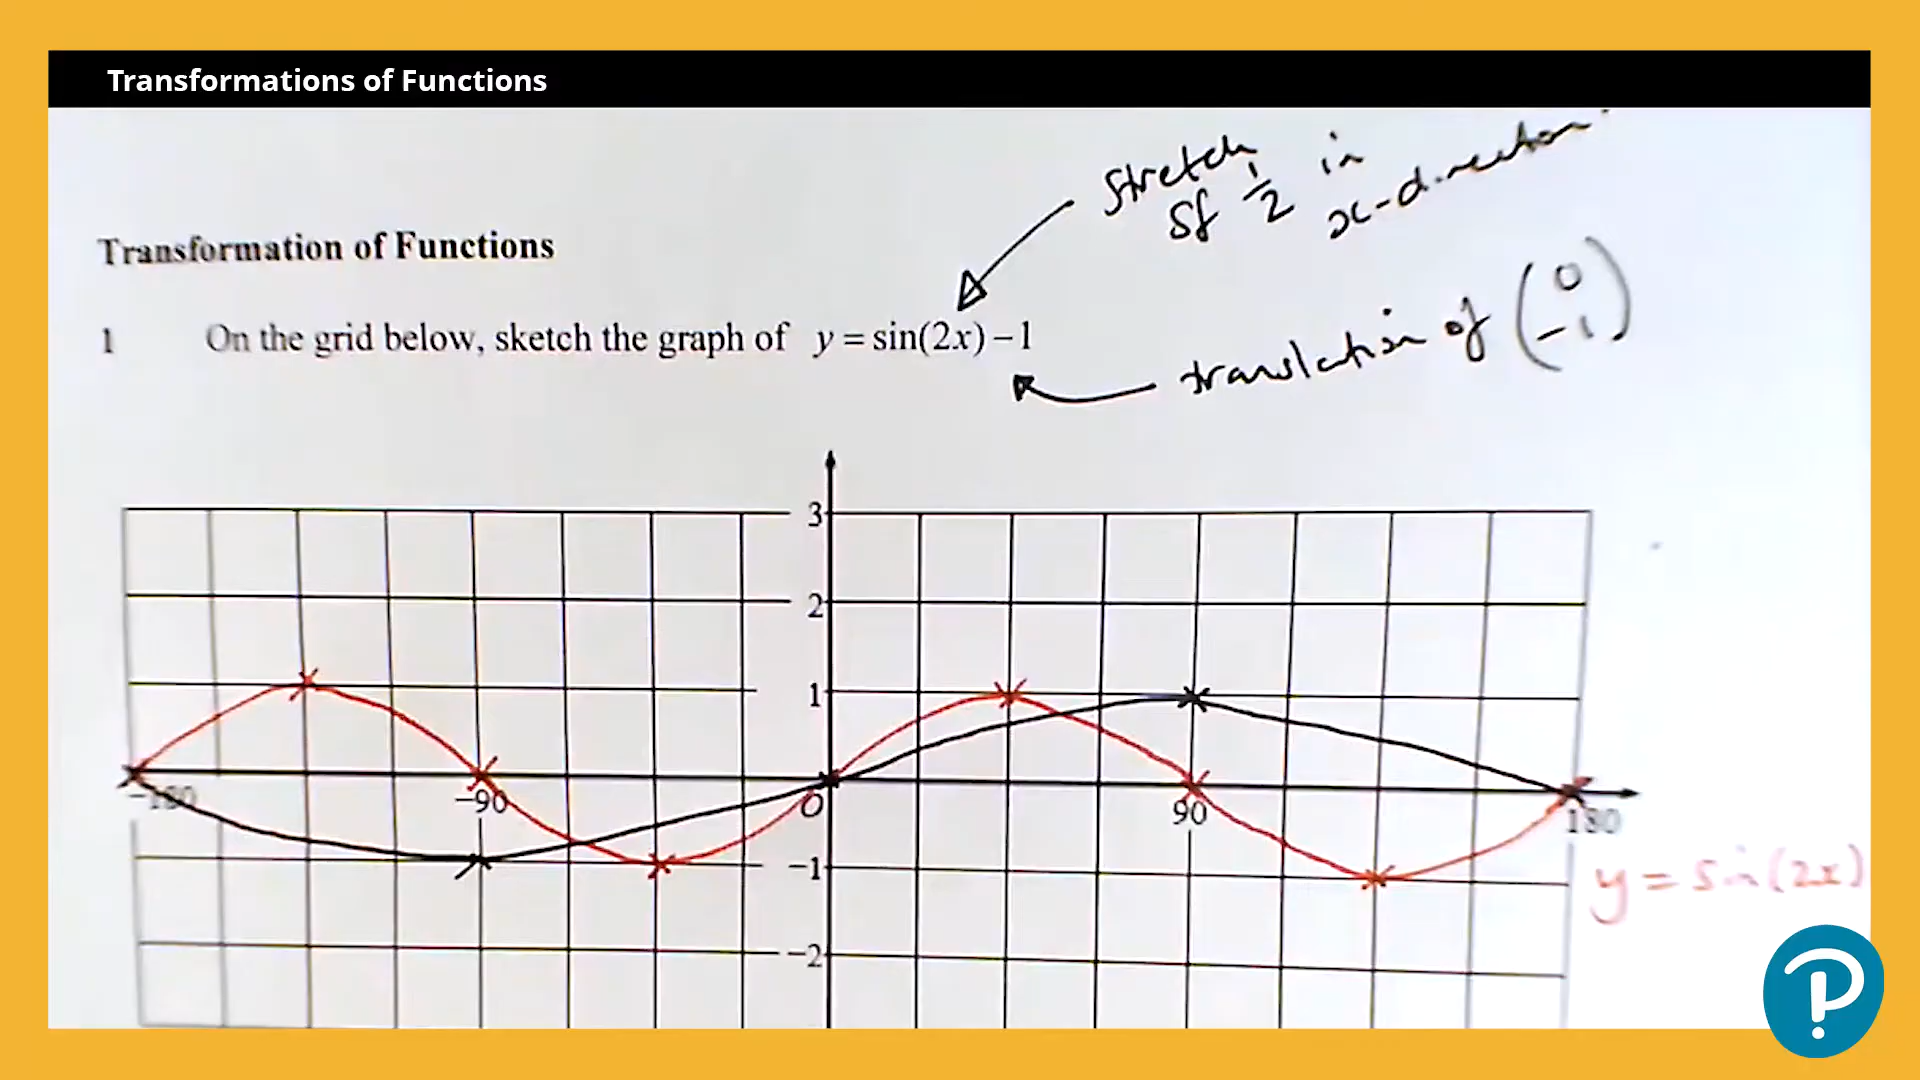 Transformations of Functions
Stretch
sf 1/2 in
x-direction
Transformation of Functions
1 On the grid below, sketch the graph of y = sin(2x) – 1
translation of (0 -1)
3
2
1
–180 –90 O 90 180
–1
y = sin(2x)
–2
P